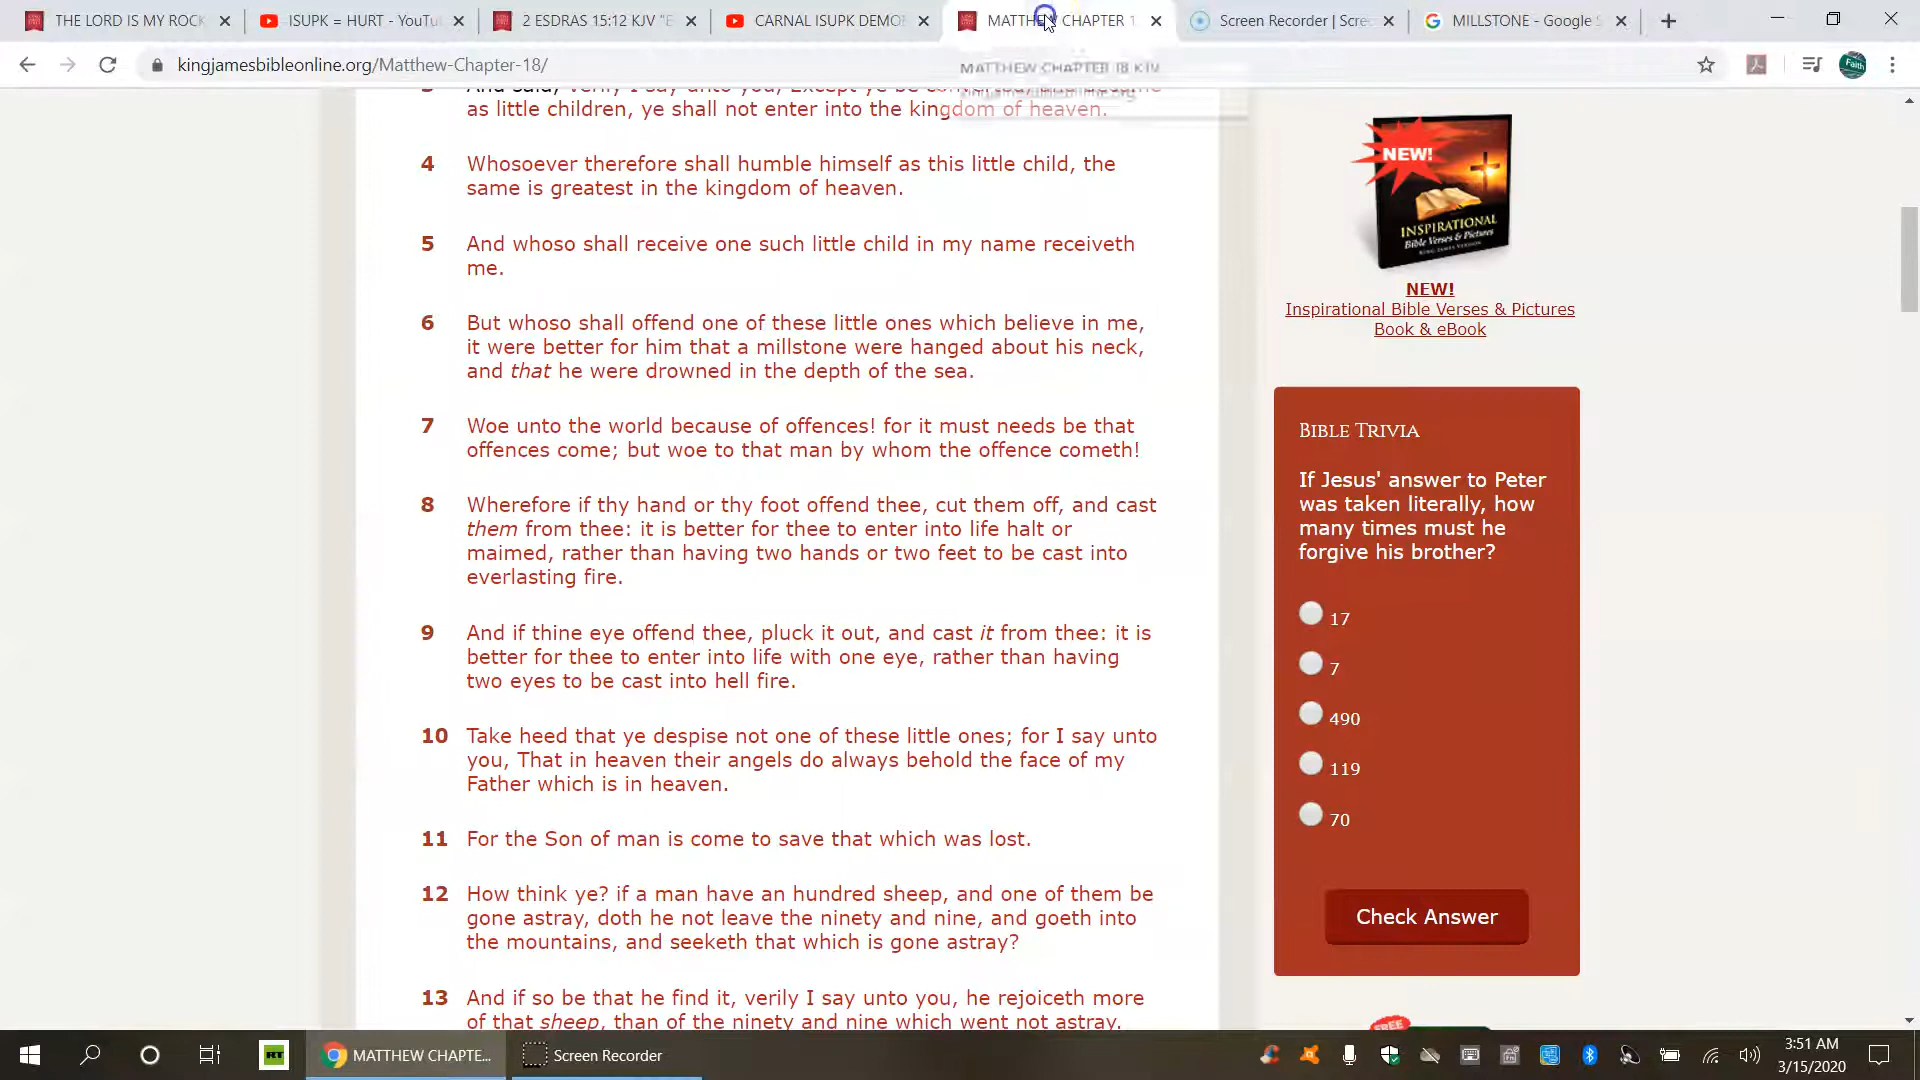 THE LORD IS MY ROCK
ISUPK = HURT - YouTu
2 ESDRAS 15:12 KJV "E
CARNAL ISUPK DEMO
MATTHEW CHAPTER 1
Screen Recorder | Scre
MILLSTONE - Google S
kingjamesbibleonline.org/Matthew-Chapter-18/
MATTHEW CHAPTER 18 KJV
Faith
as little children, ye shall not enter into the kingdom of heaven.
4 Whosoever therefore shall humble himself as this little child, the
same is greatest in the kingdom of heaven.
5 And whoso shall receive one such little child in my name receiveth
me.
6 But whoso shall offend one of these little ones which believe in me,
it were better for him that a millstone were hanged about his neck,
and that he were drowned in the depth of the sea.
7 Woe unto the world because of offences! for it must needs be that
offences come; but woe to that man by whom the offence cometh!
8 Wherefore if thy hand or thy foot offend thee, cut them off, and cast
them from thee: it is better for thee to enter into life halt or
maimed, rather than having two hands or two feet to be cast into
everlasting fire.
9 And if thine eye offend thee, pluck it out, and cast it from thee: it is
better for thee to enter into life with one eye, rather than having
two eyes to be cast into hell fire.
10 Take heed that ye despise not one of these little ones; for I say unto
you, That in heaven their angels do always behold the face of my
Father which is in heaven.
11 For the Son of man is come to save that which was lost.
12 How think ye? if a man have an hundred sheep, and one of them be
gone astray, doth he not leave the ninety and nine, and goeth into
the mountains, and seeketh that which is gone astray?
13 And if so be that he find it, verily I say unto you, he rejoiceth more
of that sheep, than of the ninety and nine which went not astray.
NEW!
INSPIRATIONAL
Bible Verses & Pictures
KING JAMES VERSION
NEW!
Inspirational Bible Verses & Pictures
Book & eBook
BIBLE TRIVIA
If Jesus' answer to Peter
was taken literally, how
many times must he
forgive his brother?
17
7
490
119
70
Check Answer
FREE
RT
MATTHEW CHAPTE...
Screen Recorder
3:51 AM
3/15/2020